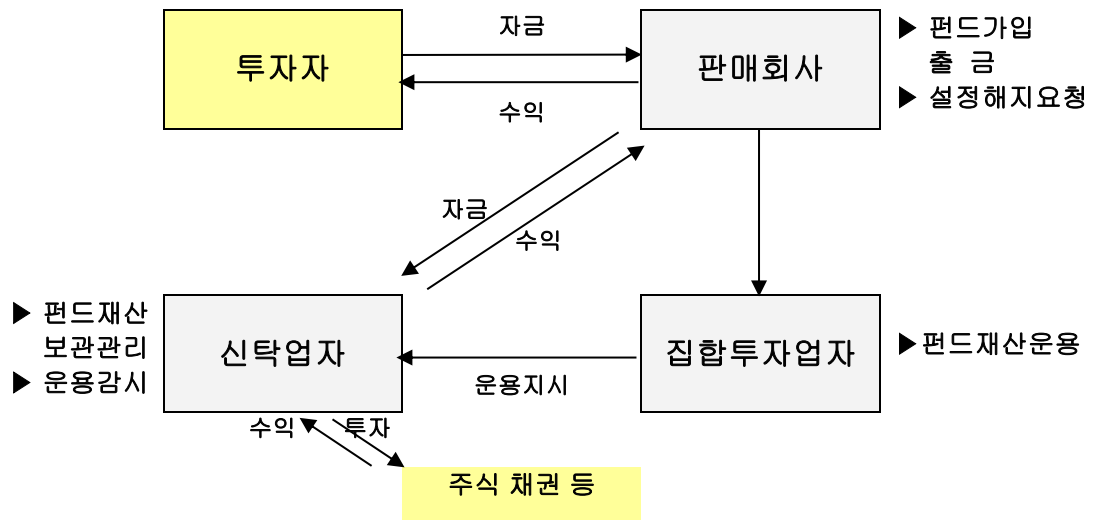 자금
투자자
판매회사
▶ 펀드가입
출 금
▶ 설정해지요청
수익
자금
수익
▶ 펀드재산
보관관리
▶ 운용감시
신탁업자
집합투자업자
▶펀드재산운용
운용지시
수익
투자
주식 채권 등